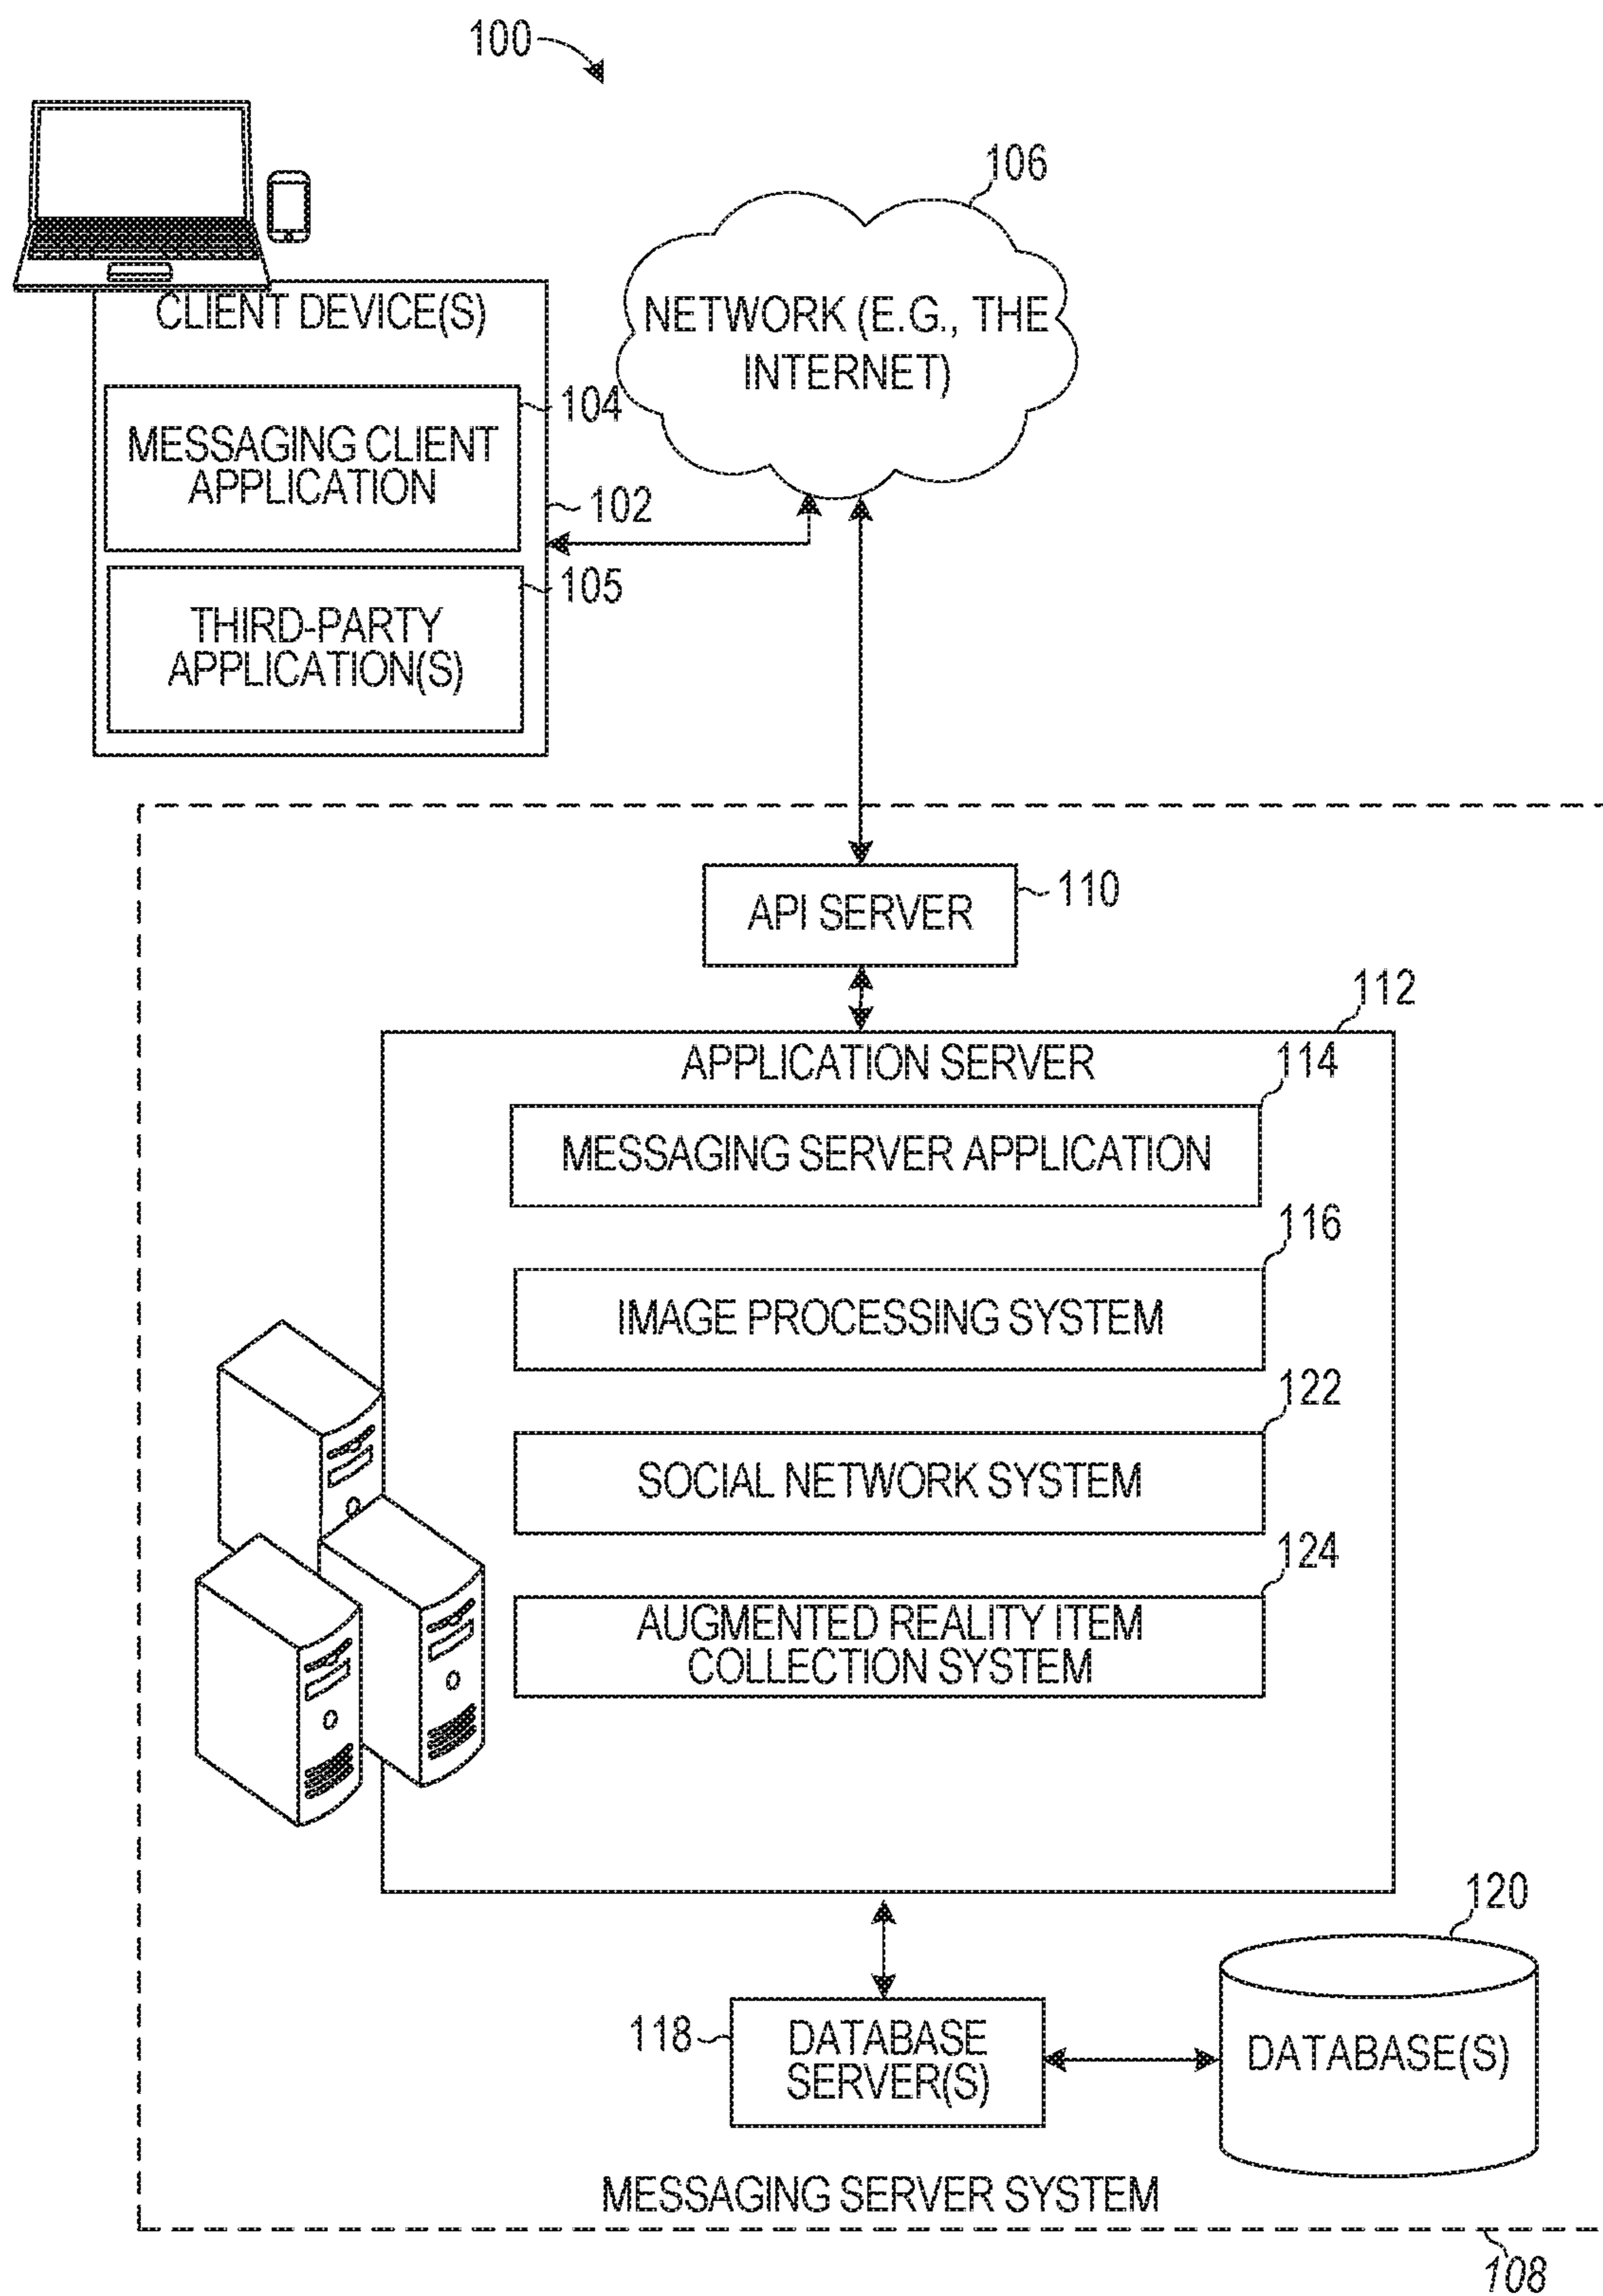 100
106
CLIENT DEVICE(S)
NETWORK (E.G., THE
INTERNET)
104
MESSAGING CLIENT
APPLICATION
102
105
THIRD-PARTY
APPLICATION(S)
110
API SERVER
112
APPLICATION SERVER
114
MESSAGING SERVER APPLICATION
116
IMAGE PROCESSING SYSTEM
122
SOCIAL NETWORK SYSTEM
124
AUGMENTED REALITY ITEM
COLLECTION SYSTEM
120
118
DATABASE
SERVER(S)
DATABASE(S)
MESSAGING SERVER SYSTEM
108